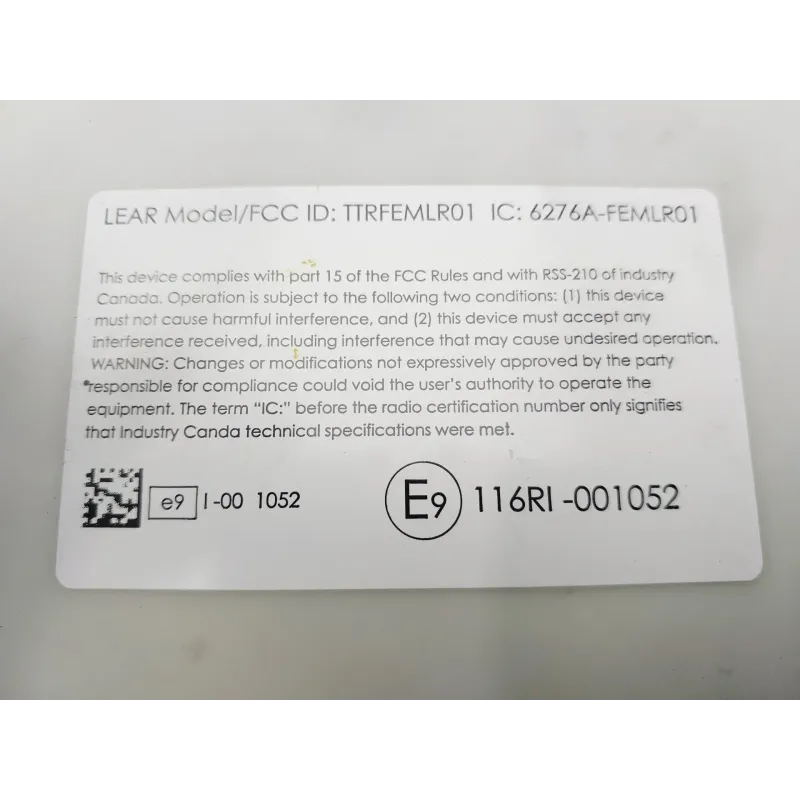 LEAR Model/FCC ID: TTRFEMLR01 IC: 6276A-FEMLR01
This device complies with part 15 of the FCC Rules and with RSS-210 of industry
Canada. Operation is subject to the following two conditions: (1) this device
must not cause harmful interference, and (2) this device must accept any
interference received, including interference that may cause undesired operation.
WARNING: Changes or modifications not expressively approved by the party
responsible for compliance could void the user's authority to operate the
equipment. The term "IC:" before the radio certification number only signifies
that Industry Canda technical specifications were met.
e9 I-00 1052 E9 116RI-001052